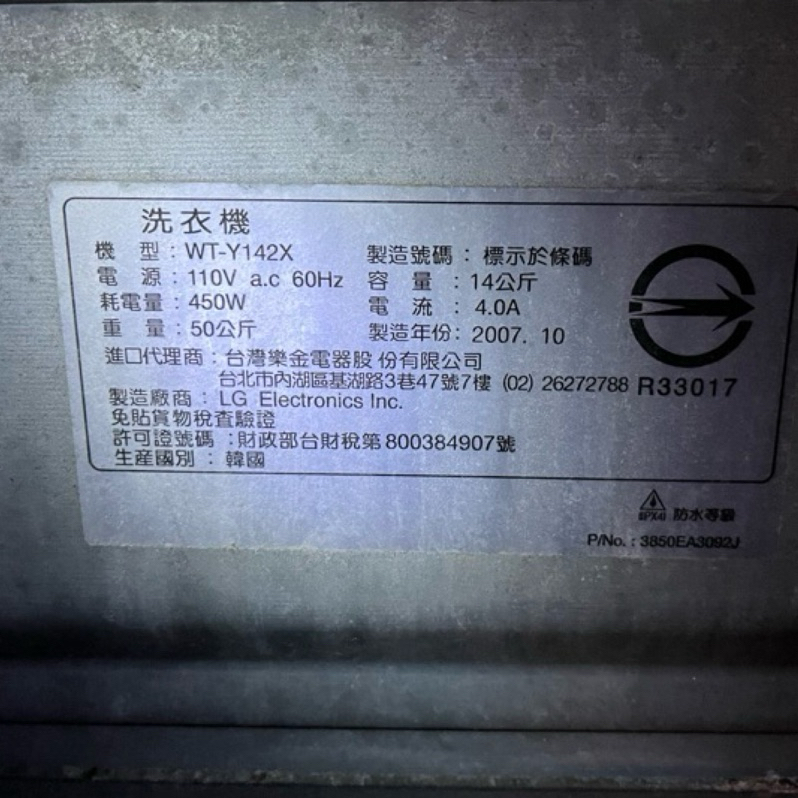 洗衣機
機 型：WT-Y142X 製造號碼：標示於條碼
電 源：110V a.c 60Hz 容 量：14公斤
耗電量：450W 電 流：4.0A
重 量：50公斤 製造年份：2007. 10
進口代理商：台灣樂金電器股份有限公司
台北市內湖區基湖路3巷47號7樓 (02) 26272788 R33017
製造廠商：LG Electronics Inc.
免貼貨物稅查驗證
許可證號碼：財政部台財稅第800384907號
生産國別：韓國
IPX4 防水等級
P/No.：3850EA3092J